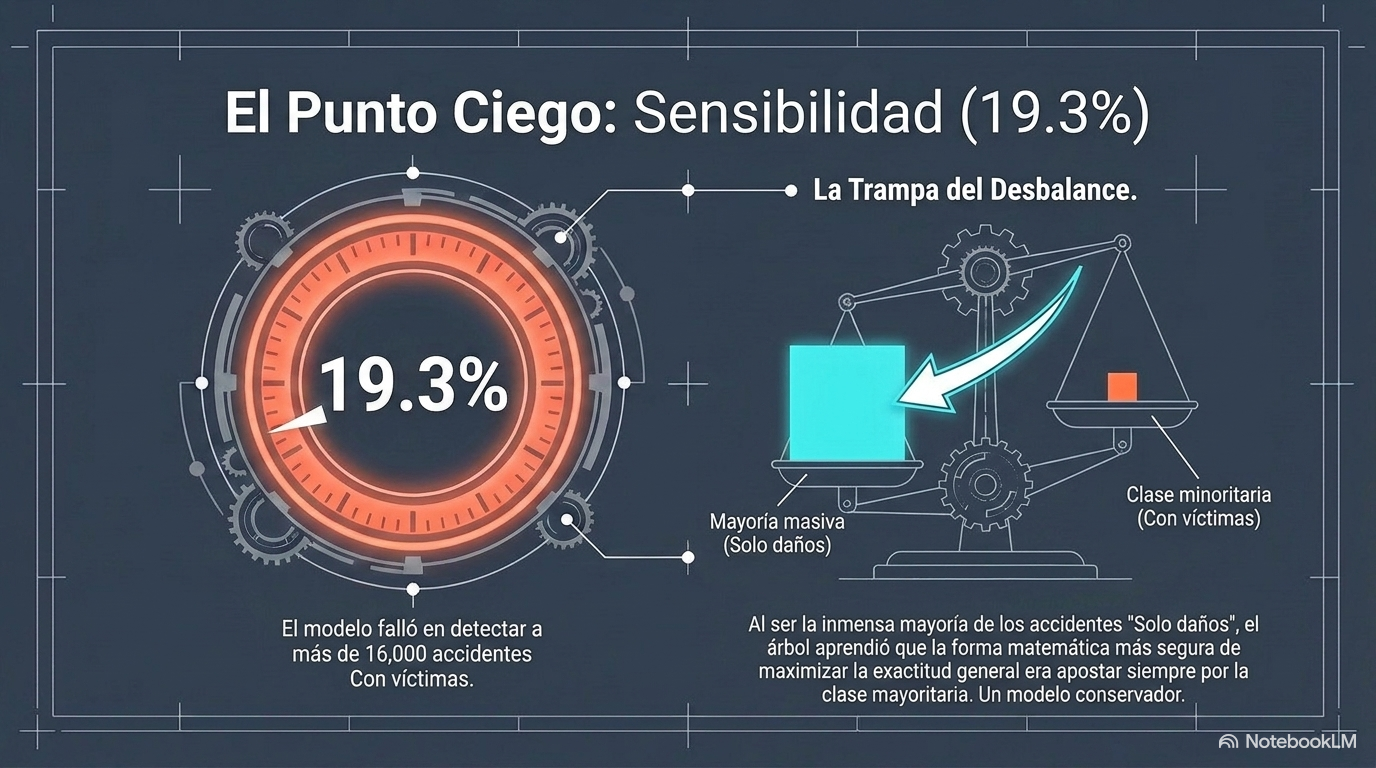 El Punto Ciego: Sensibilidad (19.3%)
La Trampa del Desbalance.
19.3%
Mayoría masiva
(Solo daños)
Clase minoritaria
(Con víctimas)
El modelo falló en detectar a
más de 16,000 accidentes
Con víctimas.
Al ser la inmensa mayoría de los accidentes "Solo daños", el
árbol aprendió que la forma matemática más segura de
maximizar la exactitud general era apostar siempre por la
clase mayoritaria. Un modelo conservador.
NotebookLM